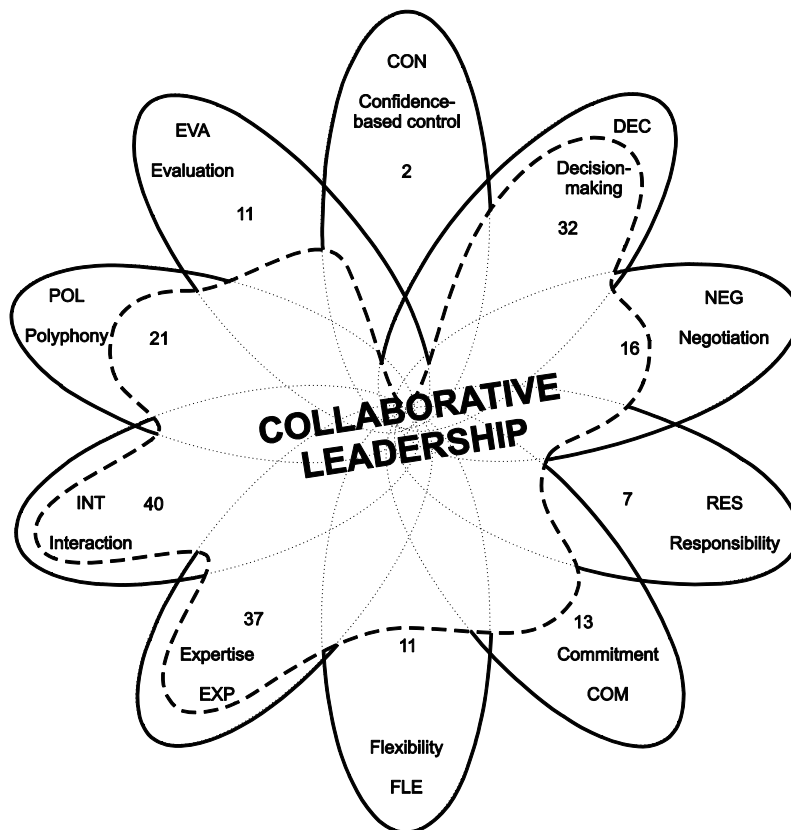 CON
Confidence-
based control
2
DEC
Decision-
making
32
NEG
Negotiation
16
RES
Responsibility
7
COM
Commitment
13
FLE
Flexibility
11
EXP
Expertise
37
INT
Interaction
40
POL
Polyphony
21
EVA
Evaluation
11
COLLABORATIVE
LEADERSHIP